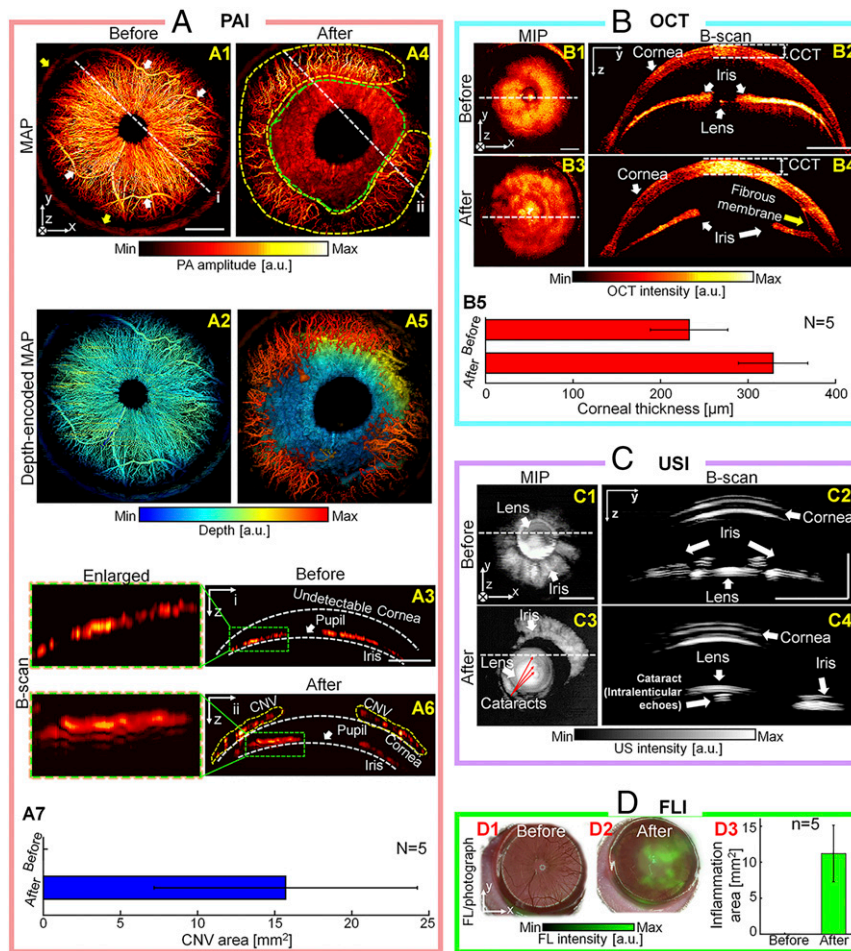 A PAI
Before After
A1 A4
MAP
i ii
y
z x
Min Max
PA amplitude [a.u.]
A2 A5
Depth-encoded MAP
Min Max
Depth [a.u.]
Enlarged Before
i A3
z
Undetectable Cornea
Pupil
Iris
B-scan
After
ii A6
z
CNV CNV
Pupil Cornea
Iris
A7
Before
After
N=5
0 5 10 15 20 25
CNV area [mm²]
B OCT
MIP B-scan
B1 B2
Before
y
z
Cornea CCT
Iris
Lens
y
z x
B3 B4
After
Cornea CCT
Fibrous
membrane
Iris
Min Max
OCT intensity [a.u.]
B5
Before
After
N=5
0 100 200 300 400
Corneal thickness [µm]
C USI
MIP B-scan
C1 C2
Before
Lens
Iris
y
z x
y
z
Cornea
Iris
Lens
C3 C4
After
Iris
Lens
Cataracts
Cornea
Lens
Cataract
(Intralenticular
echoes)
Iris
Min Max
US intensity [a.u.]
D FLI
D1 Before D2 After D3
FL/photograph
y
x
Min Max
FL intensity [a.u.]
n=5
Inflammation
area [mm²]
15
10
5
0
Before After